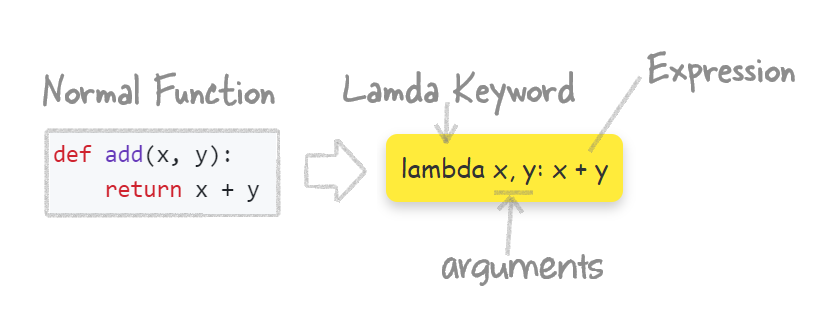 Normal Function
def add(x, y):
    return x + y
Lamda Keyword
Expression
lambda x, y: x + y
arguments